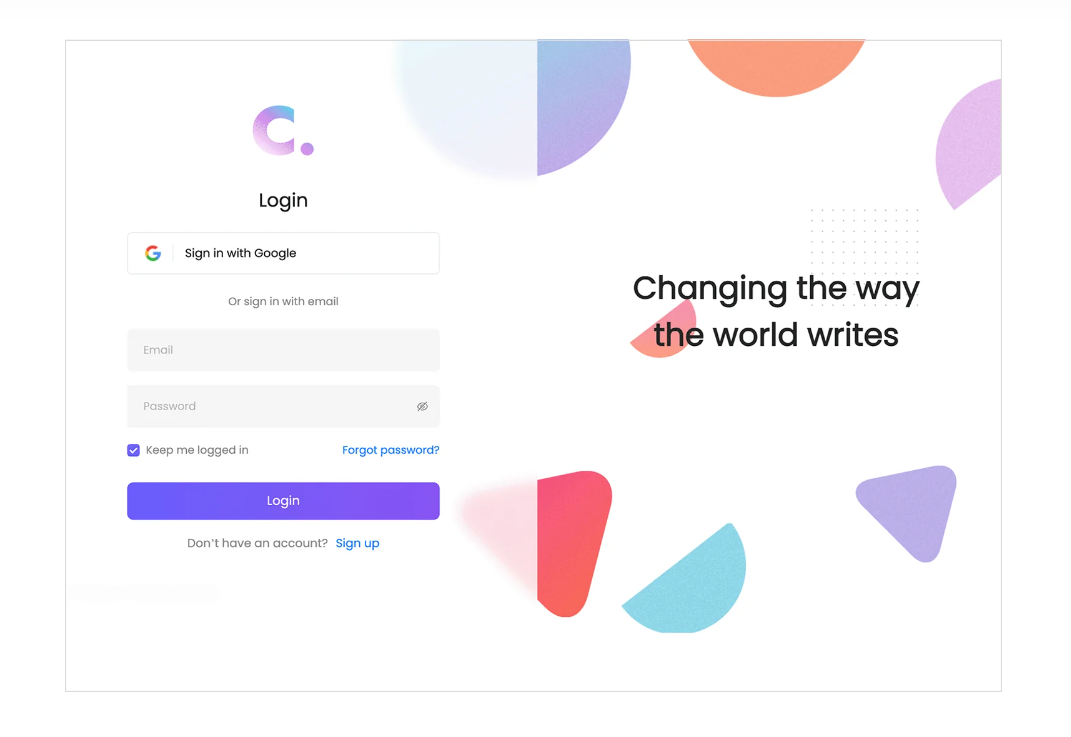 C.
Login
Sign in with Google
Or sign in with email
Email
Password
Keep me logged in
Forgot password?
Login
Don't have an account? Sign up
Changing the way
the world writes